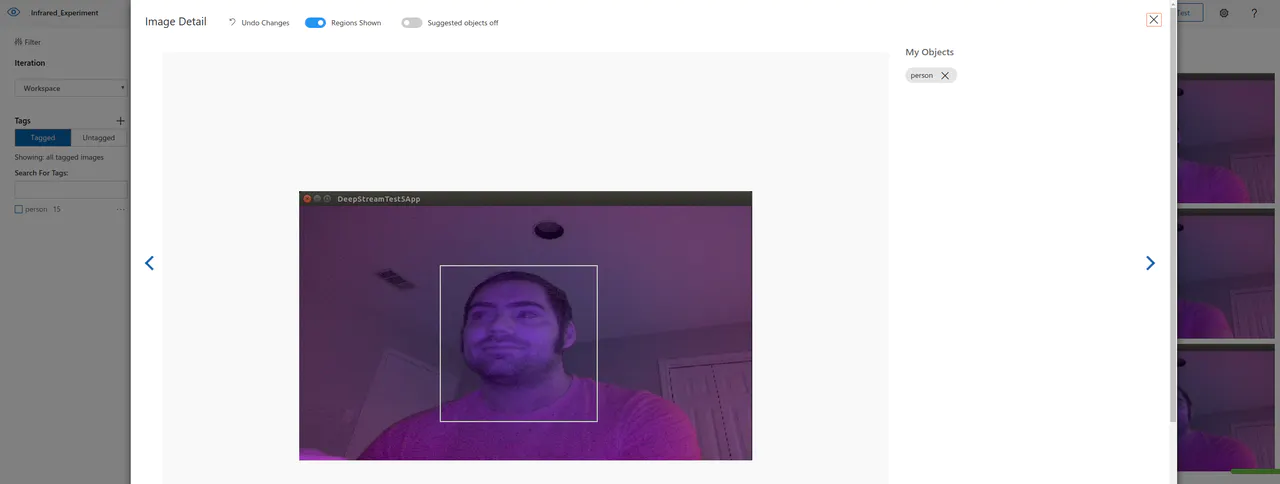 Infrared_Experiment
Filter
Iteration
Workspace
Tags
Tagged Untagged
Showing: all tagged images
Search For Tags:
person 15 ...
Image Detail Undo Changes Regions Shown Suggested objects off
My Objects
person
DeepStreamTest5App
Test
?